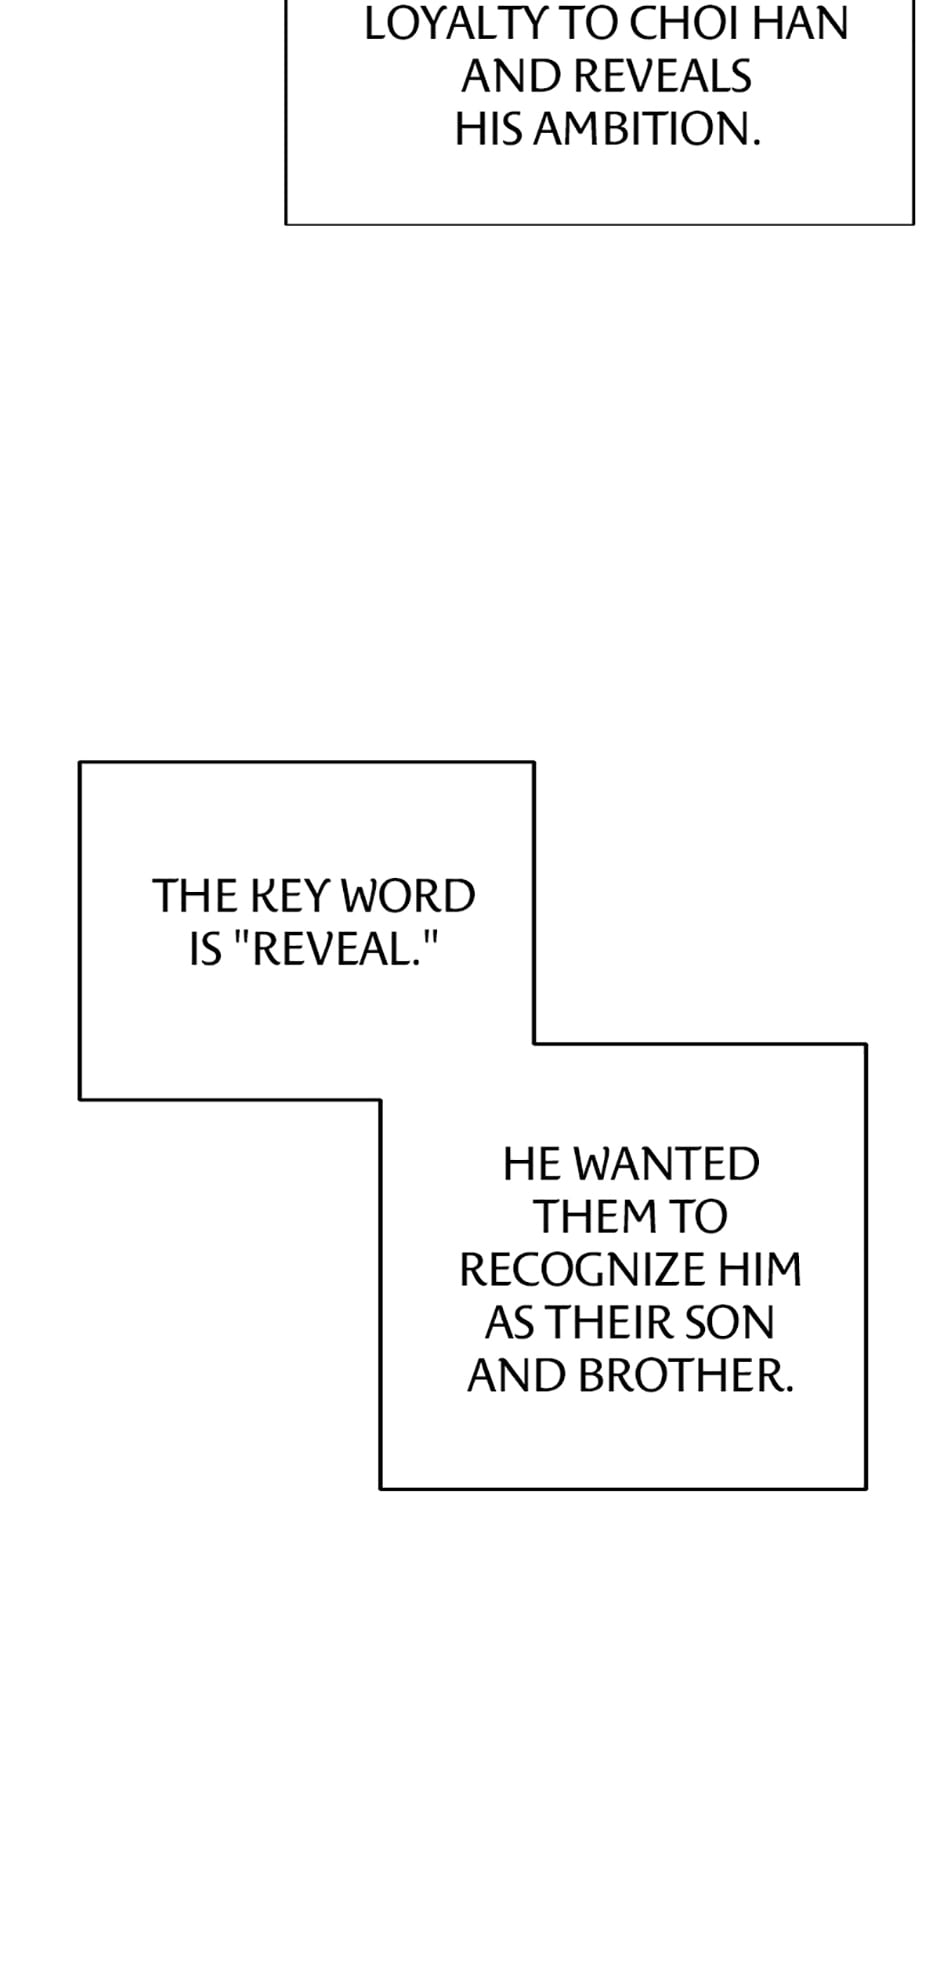 LOYALTY TO CHOI HAN
AND REVEALS
HIS AMBITION.
THE KEY WORD
IS "REVEAL."
HE WANTED
THEM TO
RECOGNIZE HIM
AS THEIR SON
AND BROTHER.